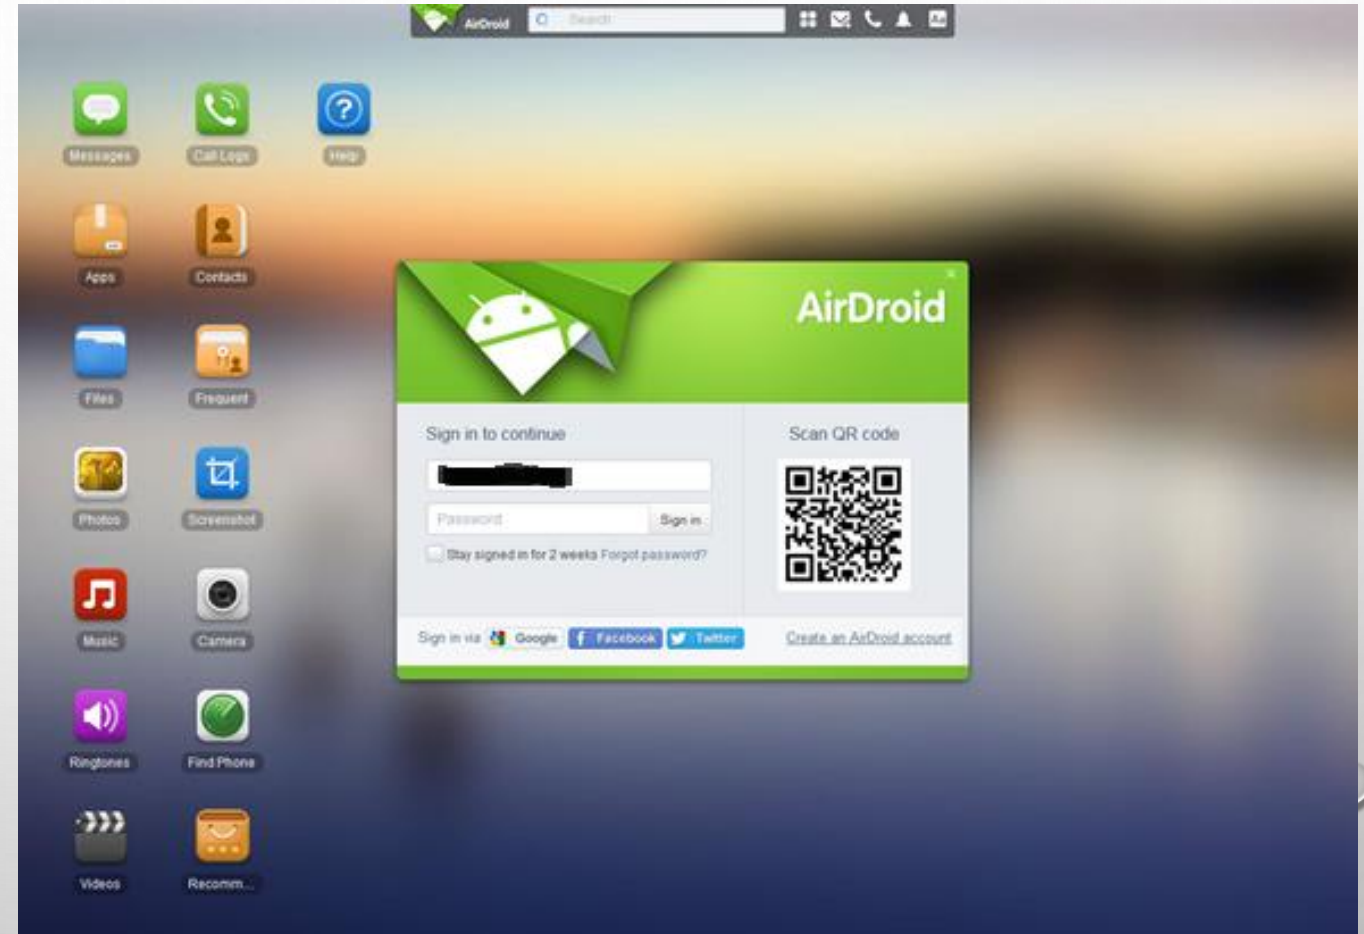 AirDroid Search Aa
Messages Call Logs Help
Apps Contacts
AirDroid
Files Frequent
Sign in to continue Scan QR code
Photos Screenshot
Password Sign in
Stay signed in for 2 weeks Forgot password?
Music Camera
Sign in via Google Facebook Twitter Create an AirDroid account
Ringtones Find Phone
Videos Recomm...